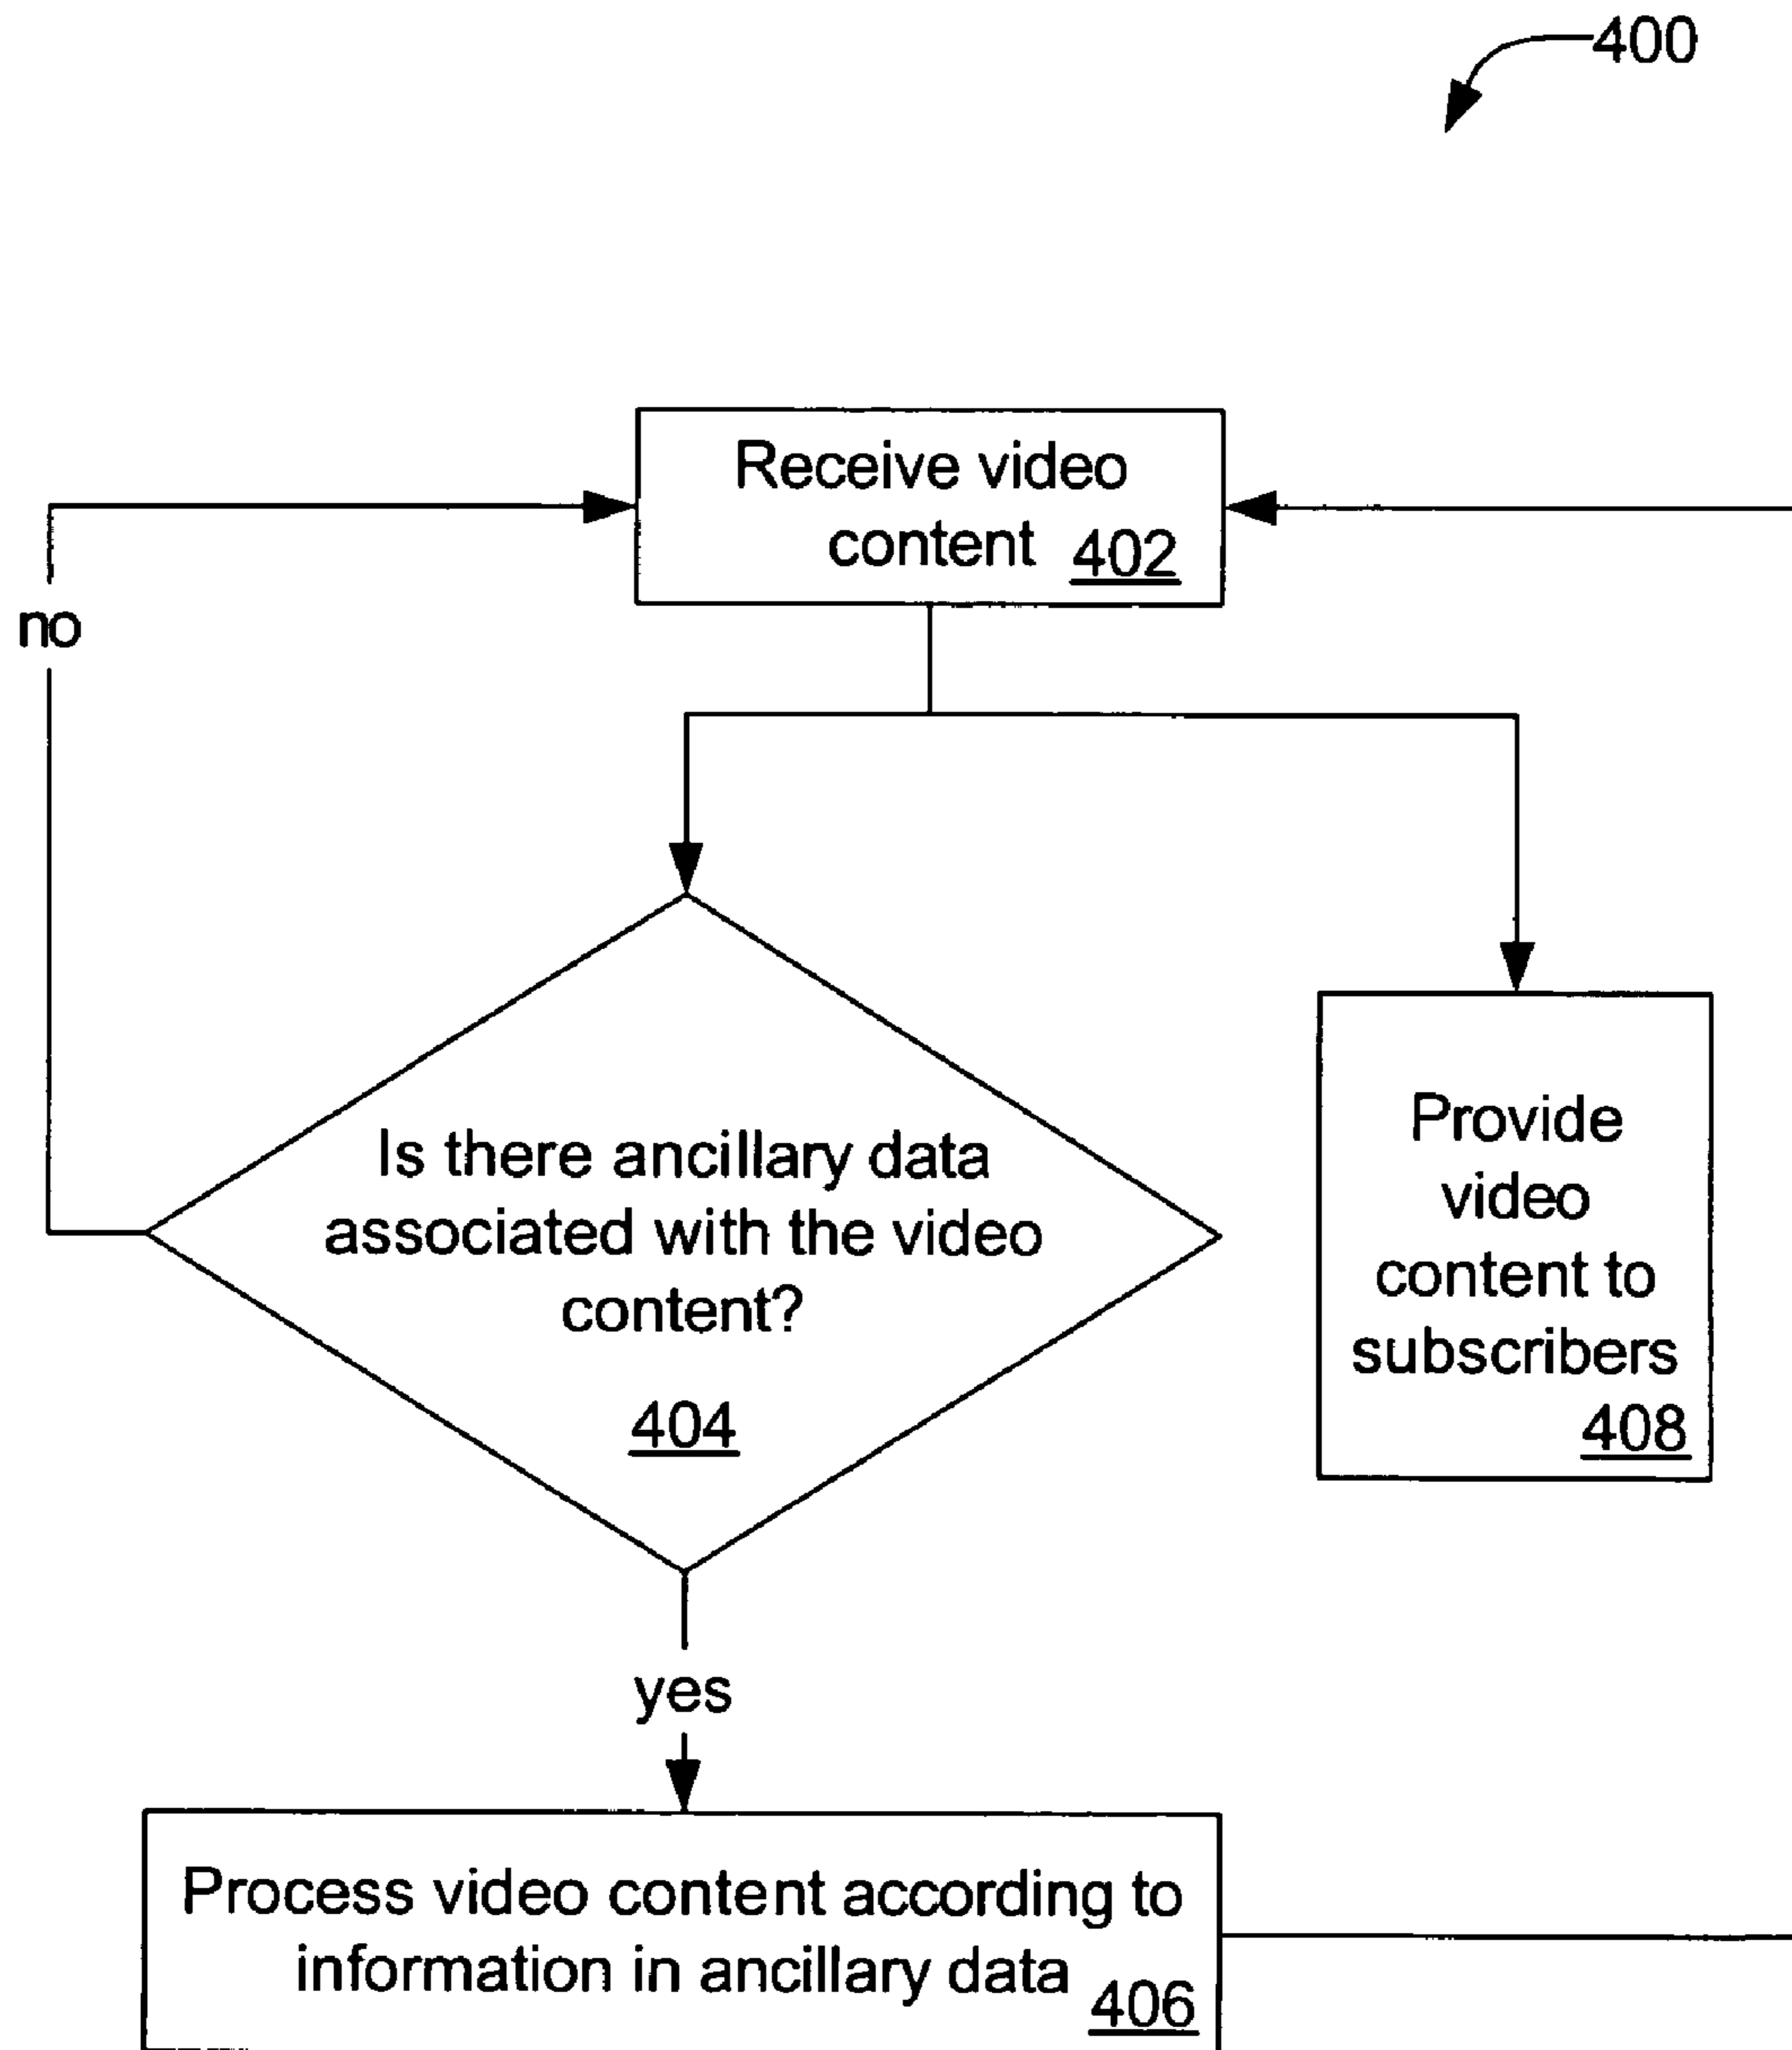 400
Receive video
content 402
no
Is there ancillary data
associated with the video
content?
404
Provide
video
content to
subscribers
408
yes
Process video content according to
information in ancillary data
406